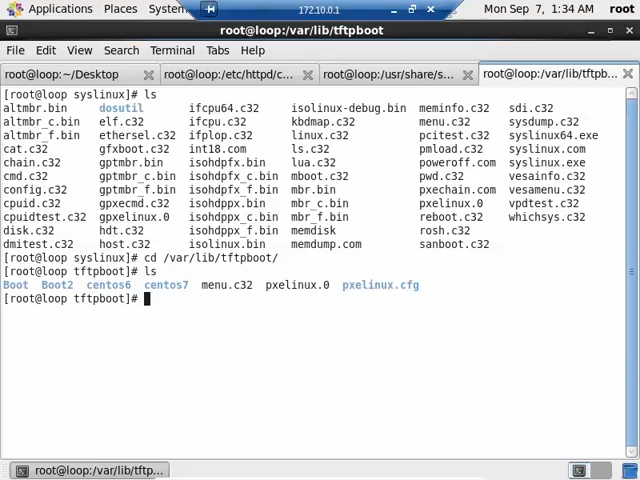 Applications Places System 172.10.0.1 Mon Sep 7, 1:34 AM root
root@loop:/var/lib/tftpboot
File Edit View Search Terminal Tabs Help
root@loop:~/Desktop root@loop:/etc/httpd/c... root@loop:/usr/share/s... root@loop:/var/lib/tftpb...
[root@loop syslinux]# ls
altmbr.bin dosutil ifcpu64.c32 isolinux-debug.bin meminfo.c32 sdi.c32
altmbr_c.bin elf.c32 ifcpu.c32 kbdmap.c32 menu.c32 sysdump.c32
altmbr_f.bin ethersel.c32 ifplop.c32 linux.c32 pcitest.c32 syslinux64.exe
cat.c32 gfxboot.c32 int18.com ls.c32 pmload.c32 syslinux.com
chain.c32 gptmbr.bin isohdpfx.bin lua.c32 poweroff.com syslinux.exe
cmd.c32 gptmbr_c.bin isohdpfx_c.bin mboot.c32 pwd.c32 vesainfo.c32
config.c32 gptmbr_f.bin isohdpfx_f.bin mbr.bin pxechain.com vesamenu.c32
cpuid.c32 gpxecmd.c32 isohdppx.bin mbr_c.bin pxelinux.0 vpdtest.c32
cpuidtest.c32 gpxelinux.0 isohdppx_c.bin mbr_f.bin reboot.c32 whichsys.c32
disk.c32 hdt.c32 isohdppx_f.bin memdisk rosh.c32
dmitest.c32 host.c32 isolinux.bin memdump.com sanboot.c32
[root@loop syslinux]# cd /var/lib/tftpboot/
[root@loop tftpboot]# ls
Boot Boot2 centos6 centos7 menu.c32 pxelinux.0 pxelinux.cfg
[root@loop tftpboot]#
root@loop:/var/lib/tftp...